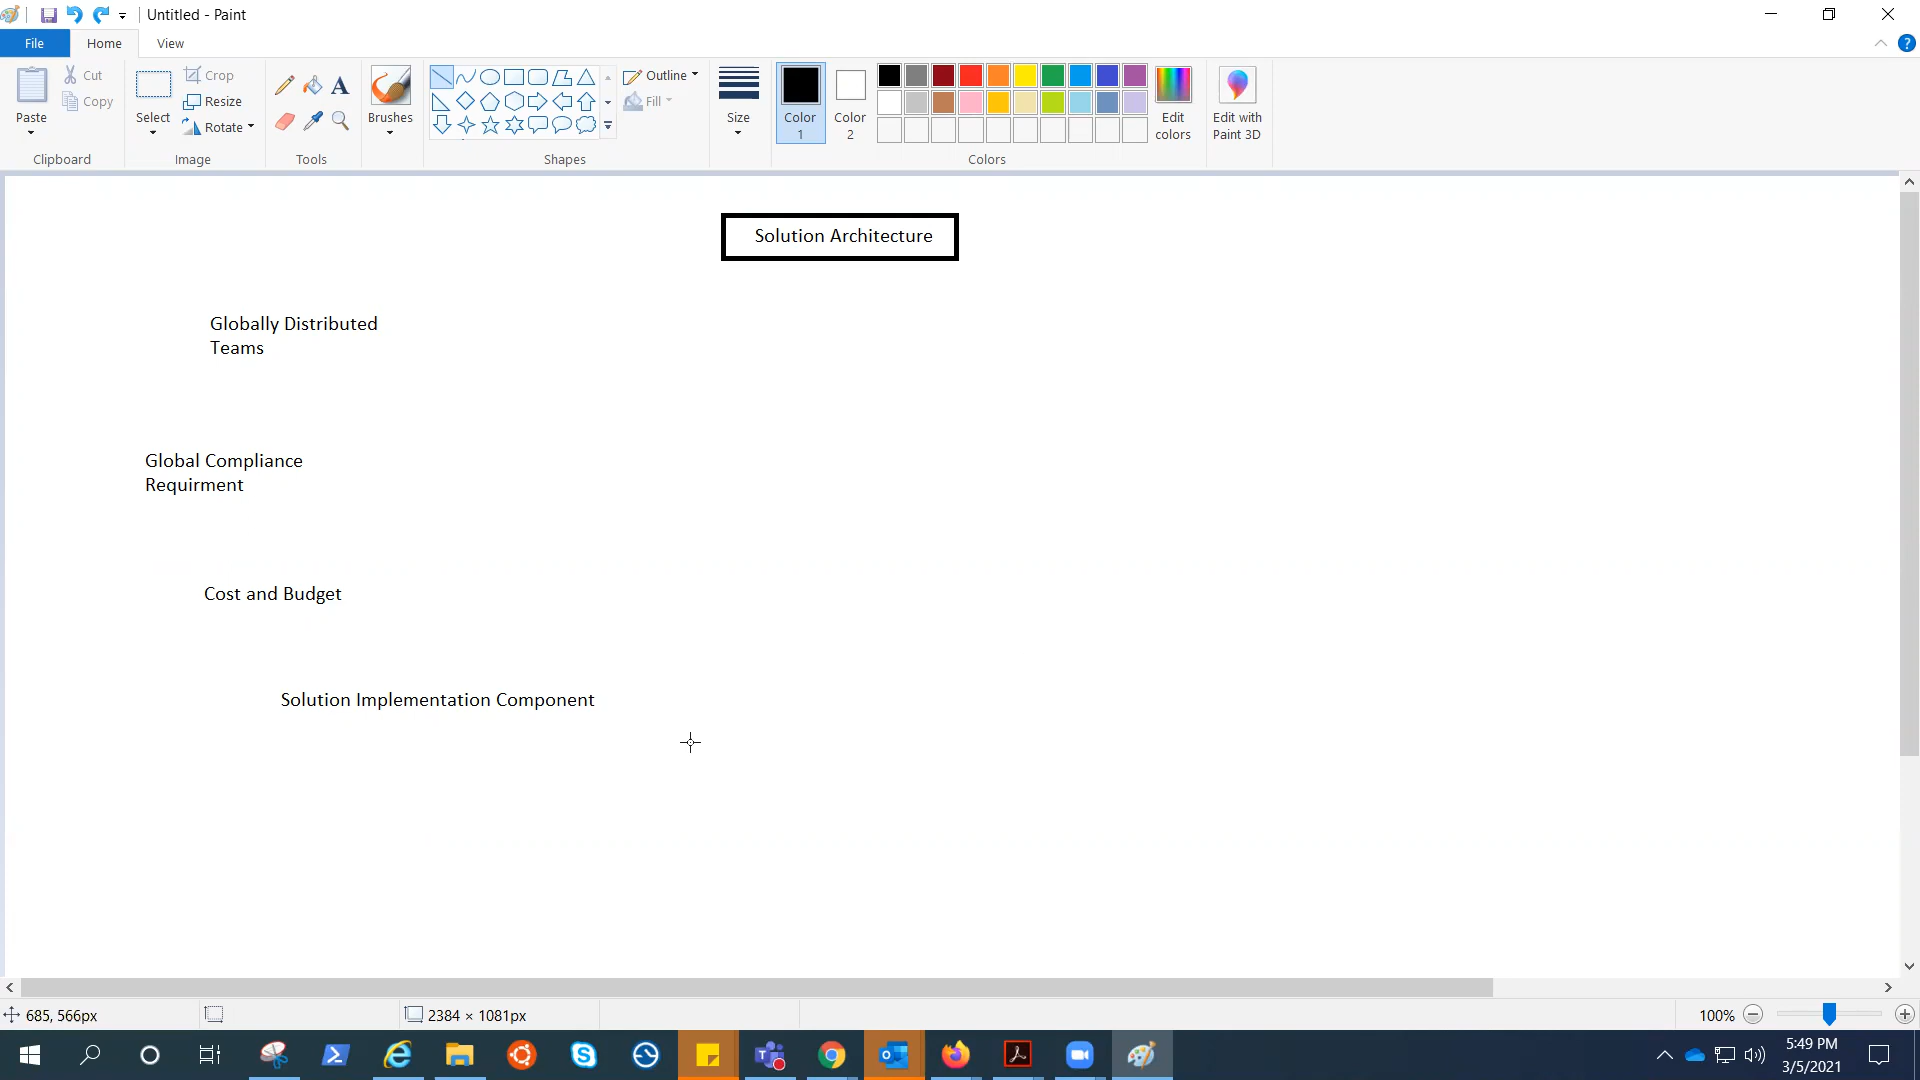 Untitled - Paint
File Home View
Paste
Cut
Copy
Clipboard
Select
Crop
Resize
Rotate
Image
Tools
Brushes
Shapes
Outline
Fill
Size
Color 1
Color 2
Colors
Edit colors
Edit with Paint 3D
Solution Architecture
Globally Distributed
Teams
Global Compliance
Requirment
Cost and Budget
Solution Implementation Component
685, 566px
2384 × 1081px
100%
5:49 PM
3/5/2021